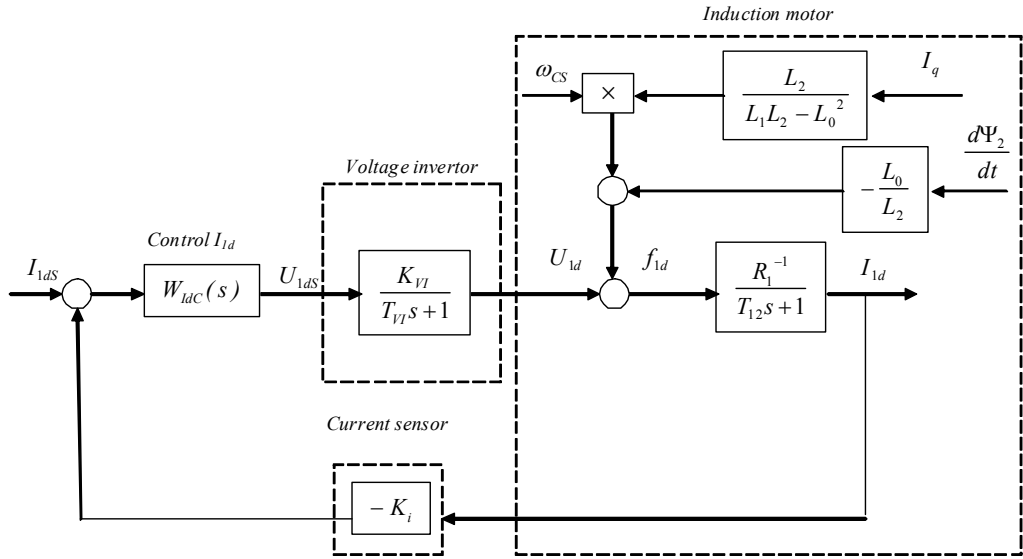 Induction motor
ω_CS
×
L_2
L_1L_2 − L_0^2
I_q
dΨ_2
dt
− L_0
L_2
Voltage invertor
Control I_1d
I_1dS
W_IdC(s)
U_1dS
K_VI
T_VI s + 1
U_1d
f_1d
R_1^−1
T_12 s + 1
I_1d
Current sensor
− K_i